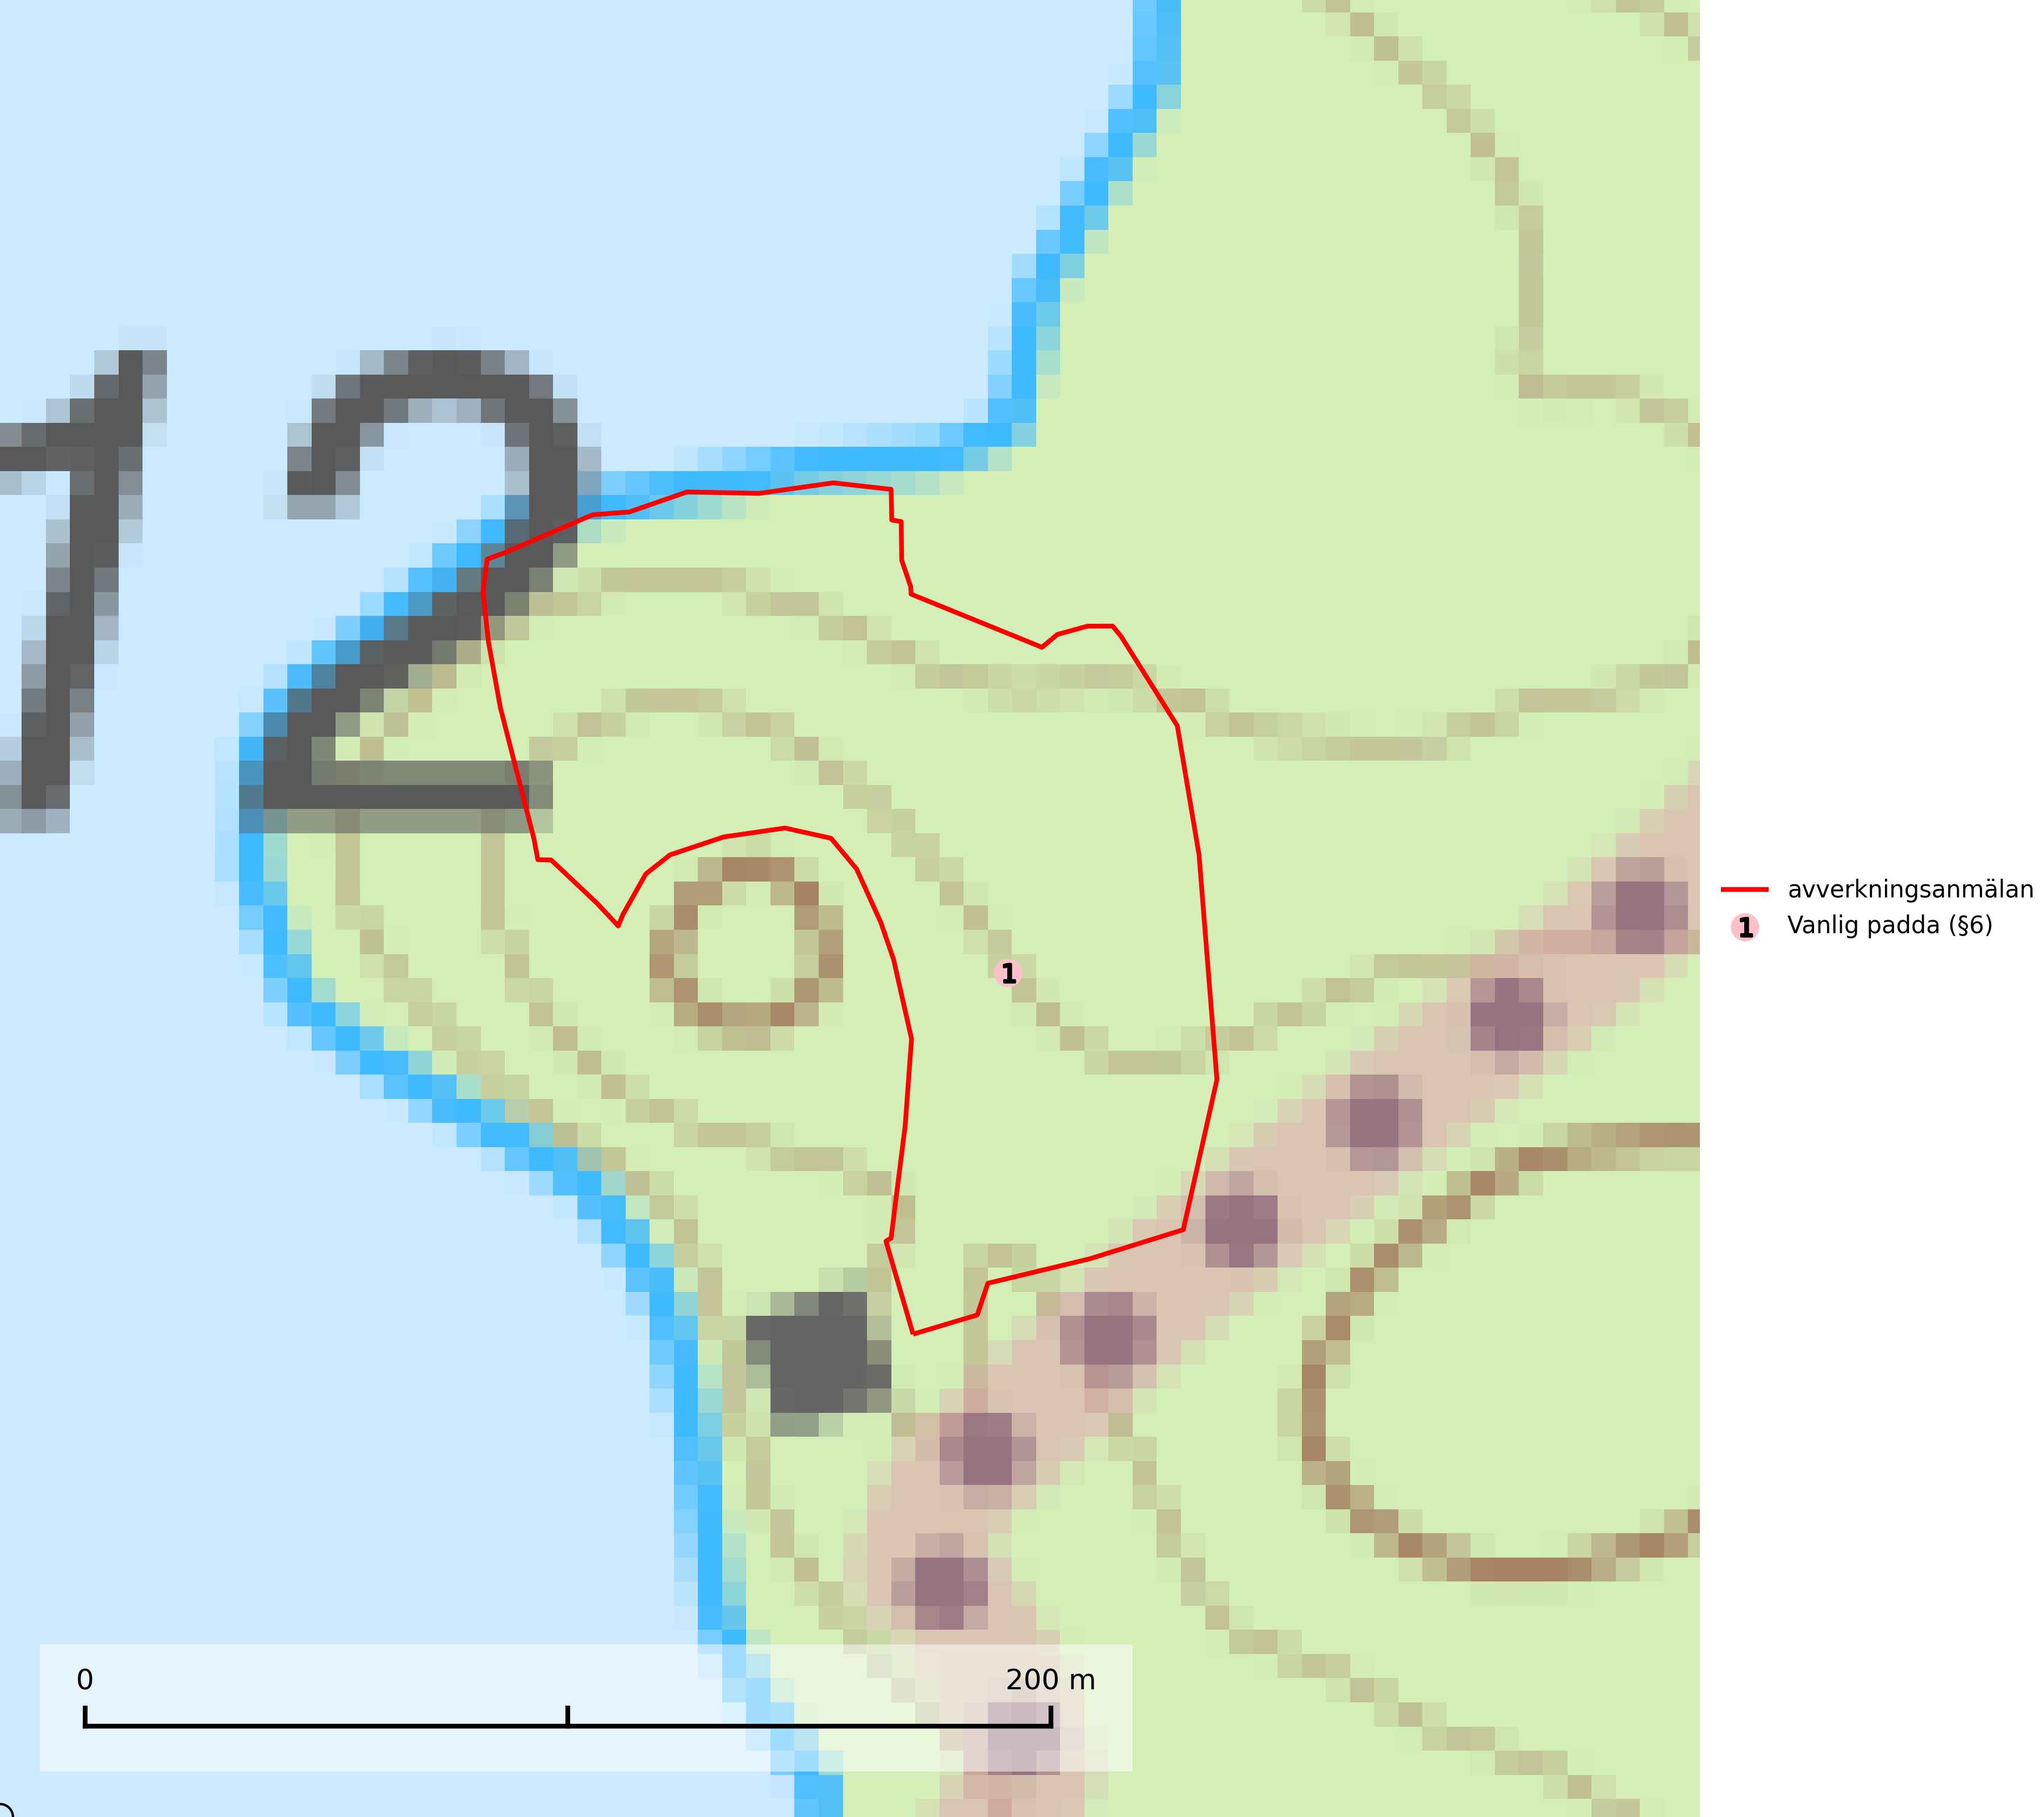 12
1
avverkningsanmälan
1 Vanlig padda (§6)
0 200 m